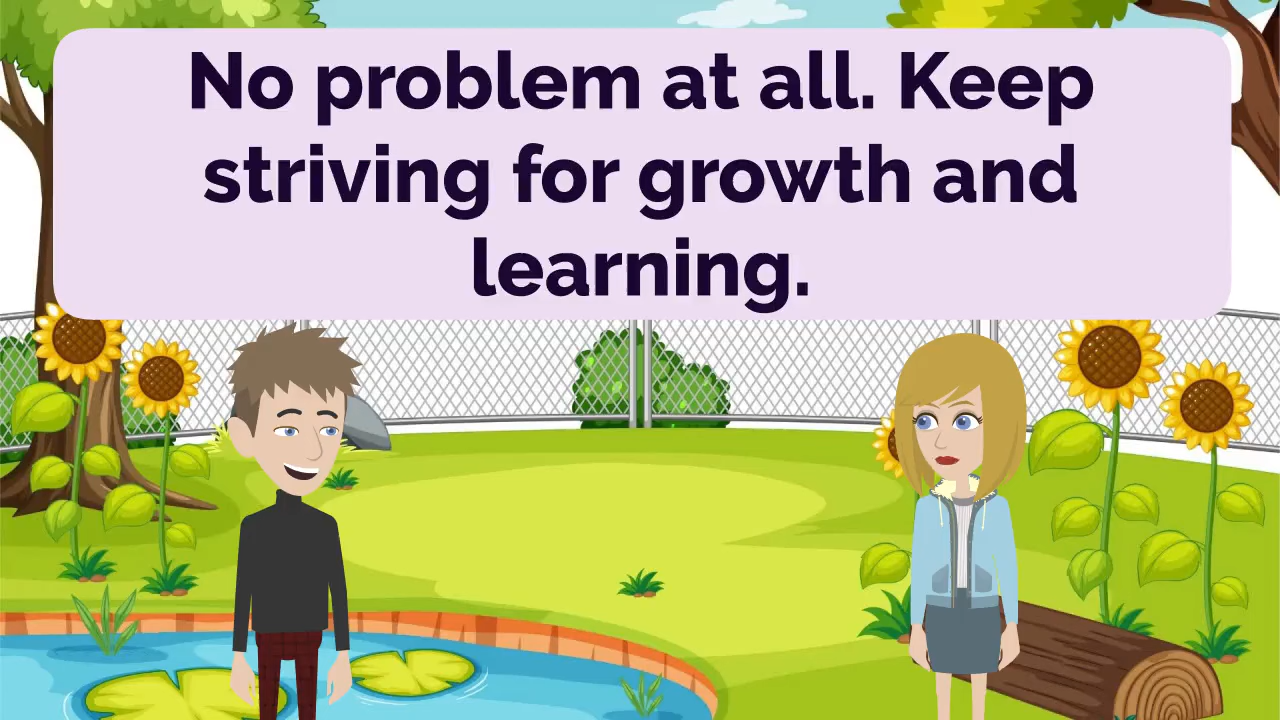 No problem at all. Keep
striving for growth and
learning.